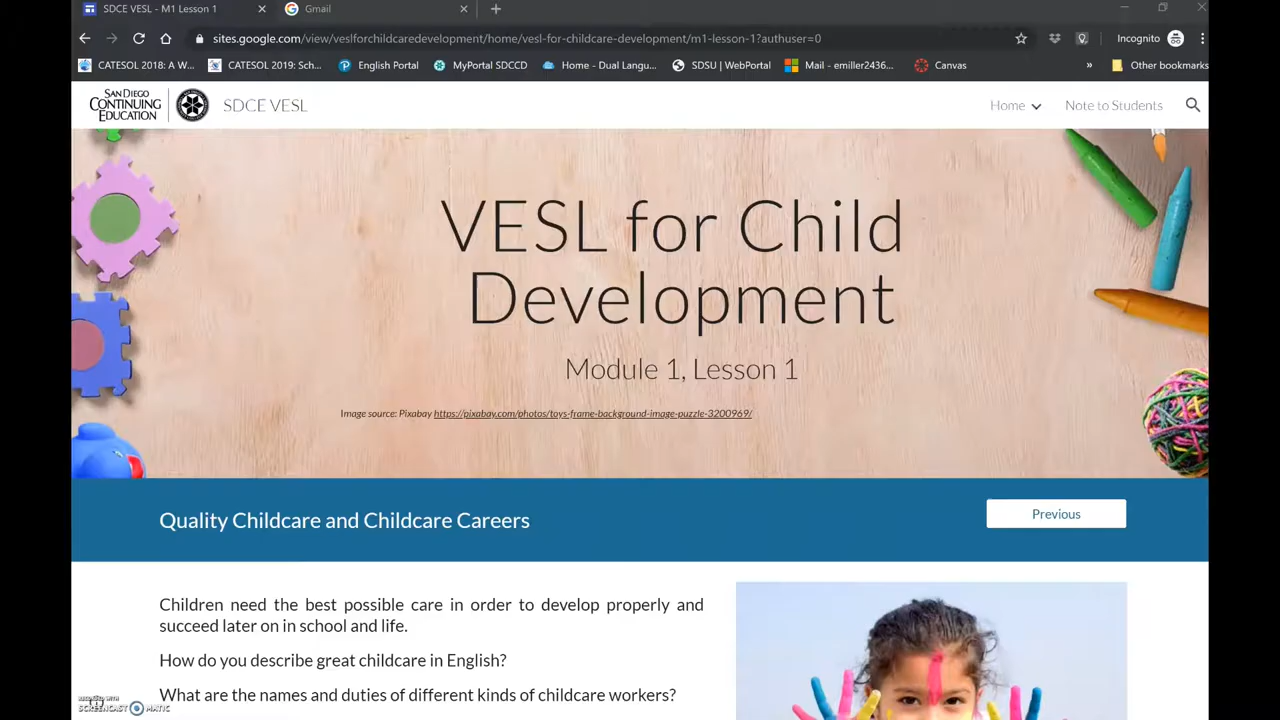 SDCE VESL - M1 Lesson 1
Gmail
sites.google.com/view/veslforchildcaredevelopment/home/vesl-for-childcare-development/m1-lesson-1?authuser=0
Incognito
CATESOL 2018: A W...
CATESOL 2019: Sch...
English Portal
MyPortal SDCCD
Home - Dual Langu...
SDSU | WebPortal
Mail - emiller2436...
Canvas
»
Other bookmarks
SAN DIEGO
CONTINUING
EDUCATION
SDCE VESL
Home
Note to Students
VESL for Child
Development
Module 1, Lesson 1
Image source: Pixabay https://pixabay.com/photos/toys-frame-background-image-puzzle-3200969/
Quality Childcare and Childcare Careers
Previous
Children need the best possible care in order to develop properly and
succeed later on in school and life.
How do you describe great childcare in English?
What are the names and duties of different kinds of childcare workers?
RECORDED WITH
SCREENCAST MATIC